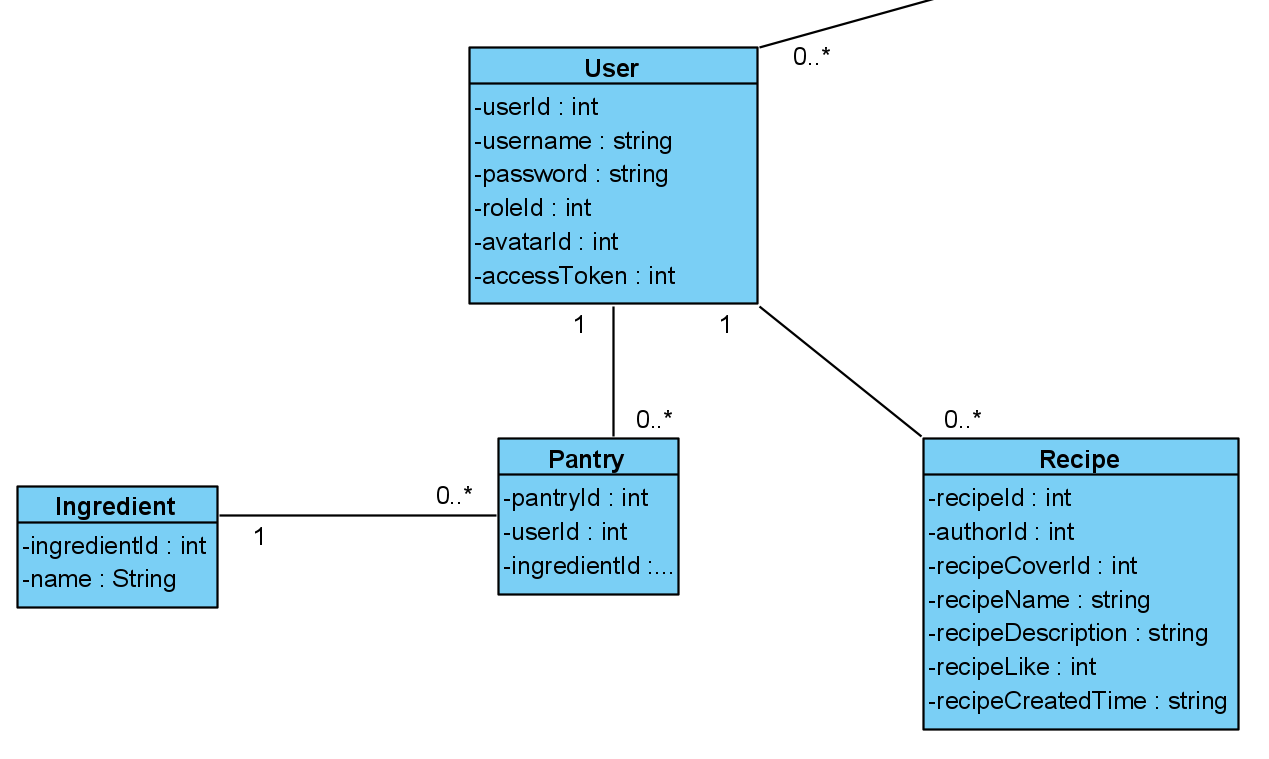 0..*
User
-userId : int
-username : string
-password : string
-roleId : int
-avatarId : int
-accessToken : int
1
1
0..*
0..*
Pantry
-pantryId : int
-userId : int
-ingredientId :...
0..*
1
Ingredient
-ingredientId : int
-name : String
Recipe
-recipeId : int
-authorId : int
-recipeCoverId : int
-recipeName : string
-recipeDescription : string
-recipeLike : int
-recipeCreatedTime : string